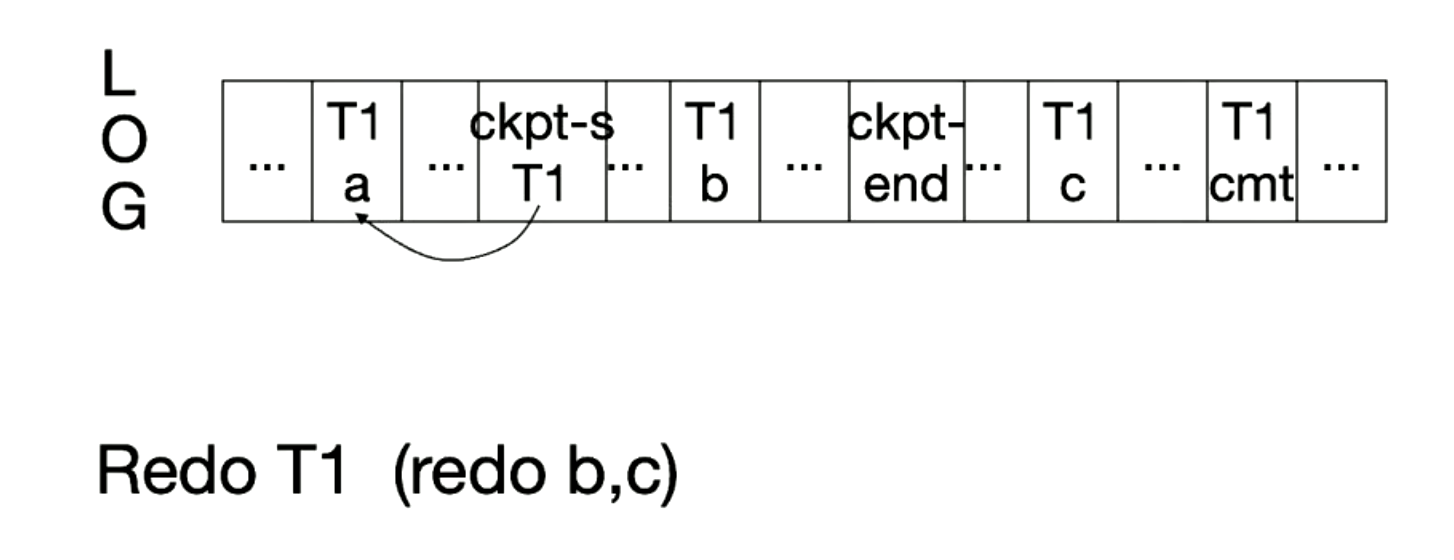 L
O
G
... T1 a ... ckpt-s T1 ... T1 b ... ckpt-end ... T1 c ... T1 cmt ...
Redo T1 (redo b,c)